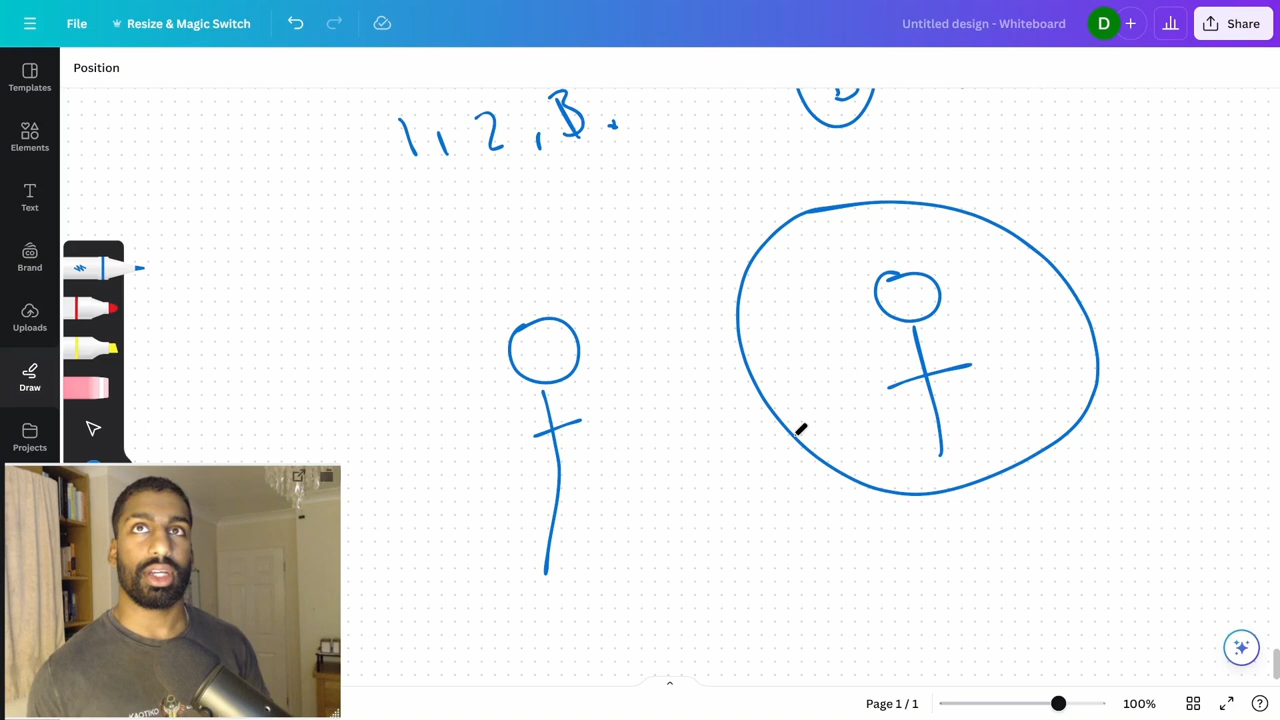 File
Resize & Magic Switch
Untitled design - Whiteboard
D
+
Share
Position
Templates
Elements
Text
Brand
Uploads
Draw
Projects
1, 2, 3.
KAOTIKO
Page 1 / 1
100%